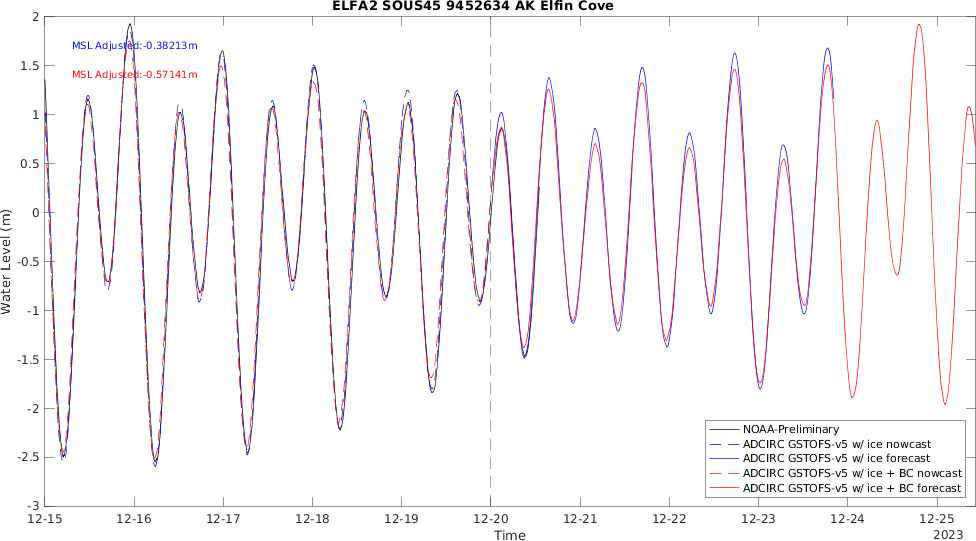 ELFA2 SOUS45 9452634 AK Elfin Cove
MSL Adjusted:-0.38213m
MSL Adjusted:-0.57141m
2
1.5
1
0.5
0
-0.5
-1
-1.5
-2
-2.5
-3
Water Level (m)
NOAA-Preliminary
ADCIRC GSTOFS-v5 w/ ice nowcast
ADCIRC GSTOFS-v5 w/ ice forecast
ADCIRC GSTOFS-v5 w/ ice + BC nowcast
ADCIRC GSTOFS-v5 w/ ice + BC forecast
12-15 12-16 12-17 12-18 12-19 12-20 12-21 12-22 12-23 12-24 12-25
Time
2023